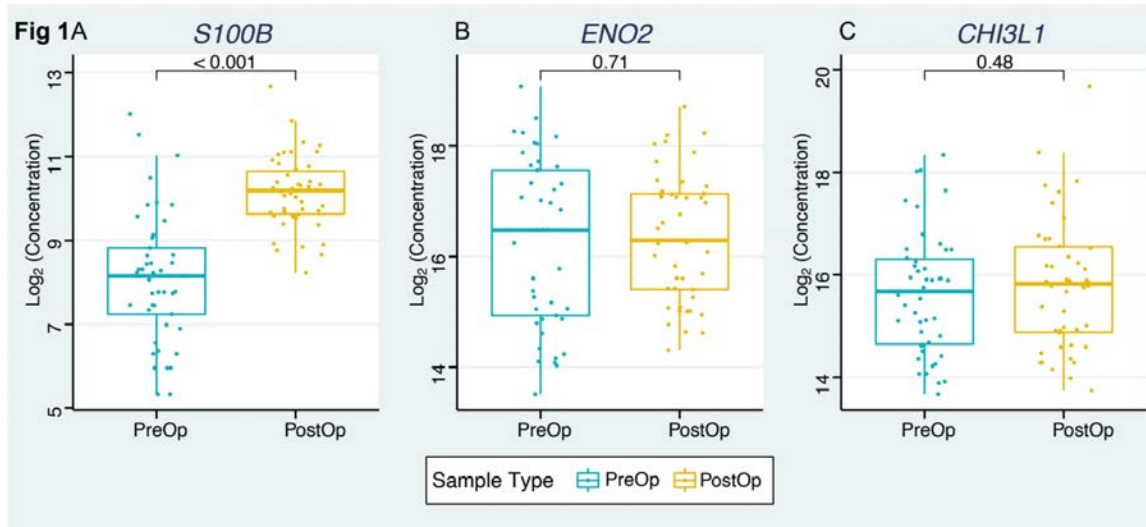 Fig 1A
S100B
< 0.001
Log2 (Concentration)
13
11
9
7
5
PreOp
PostOp
B
ENO2
0.71
Log2 (Concentration)
18
16
14
PreOp
PostOp
C
CHI3L1
0.48
Log2 (Concentration)
20
18
16
14
PreOp
PostOp
Sample Type PreOp PostOp